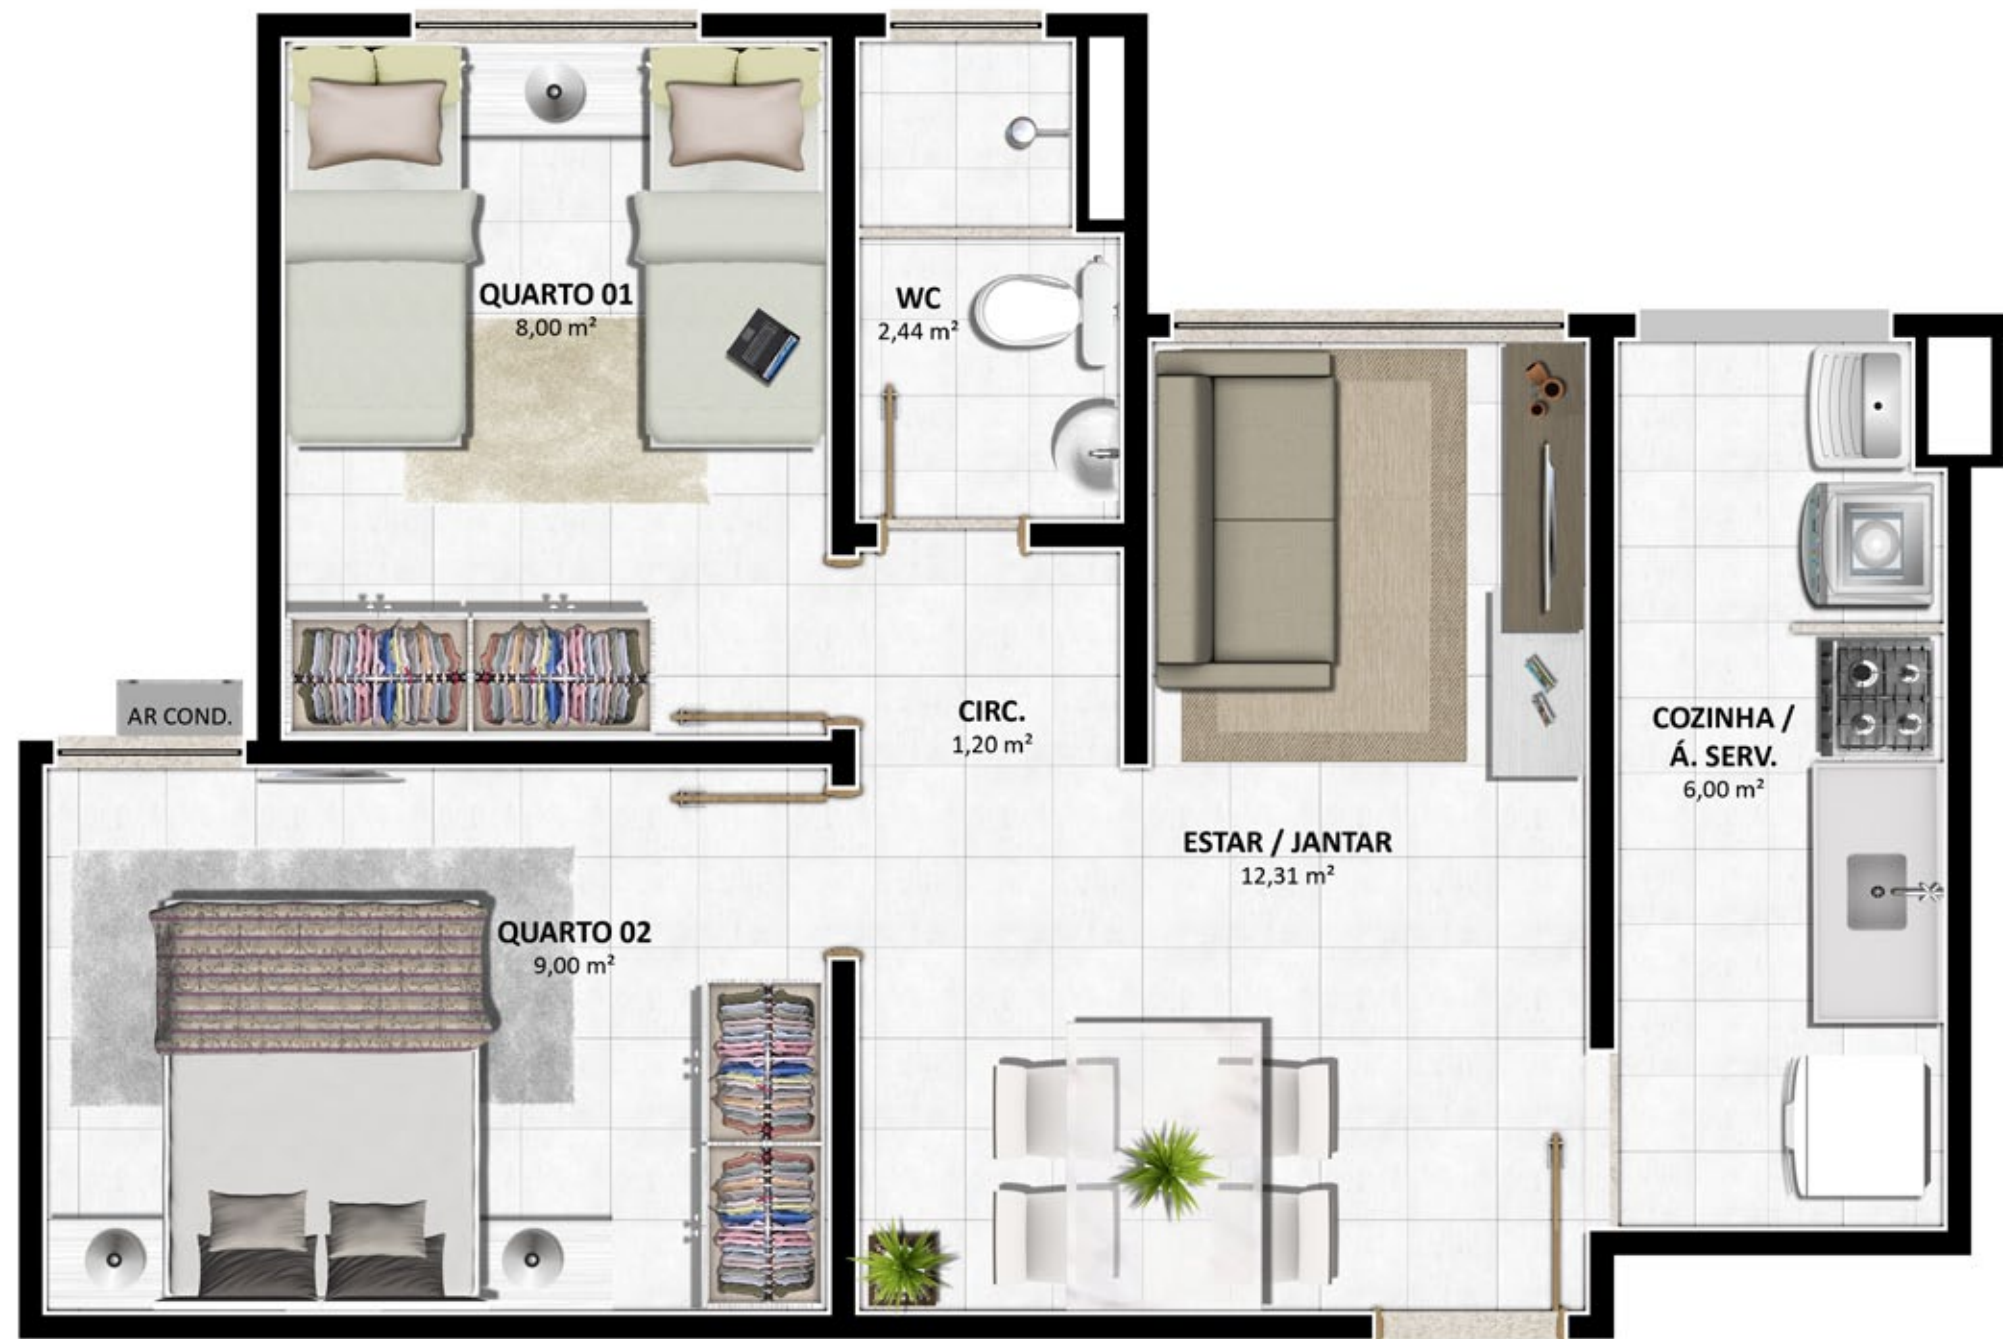 QUARTO 01
8,00 m²
WC
2,44 m²
AR COND.
CIRC.
1,20 m²
COZINHA /
Á. SERV.
6,00 m²
ESTAR / JANTAR
12,31 m²
QUARTO 02
9,00 m²